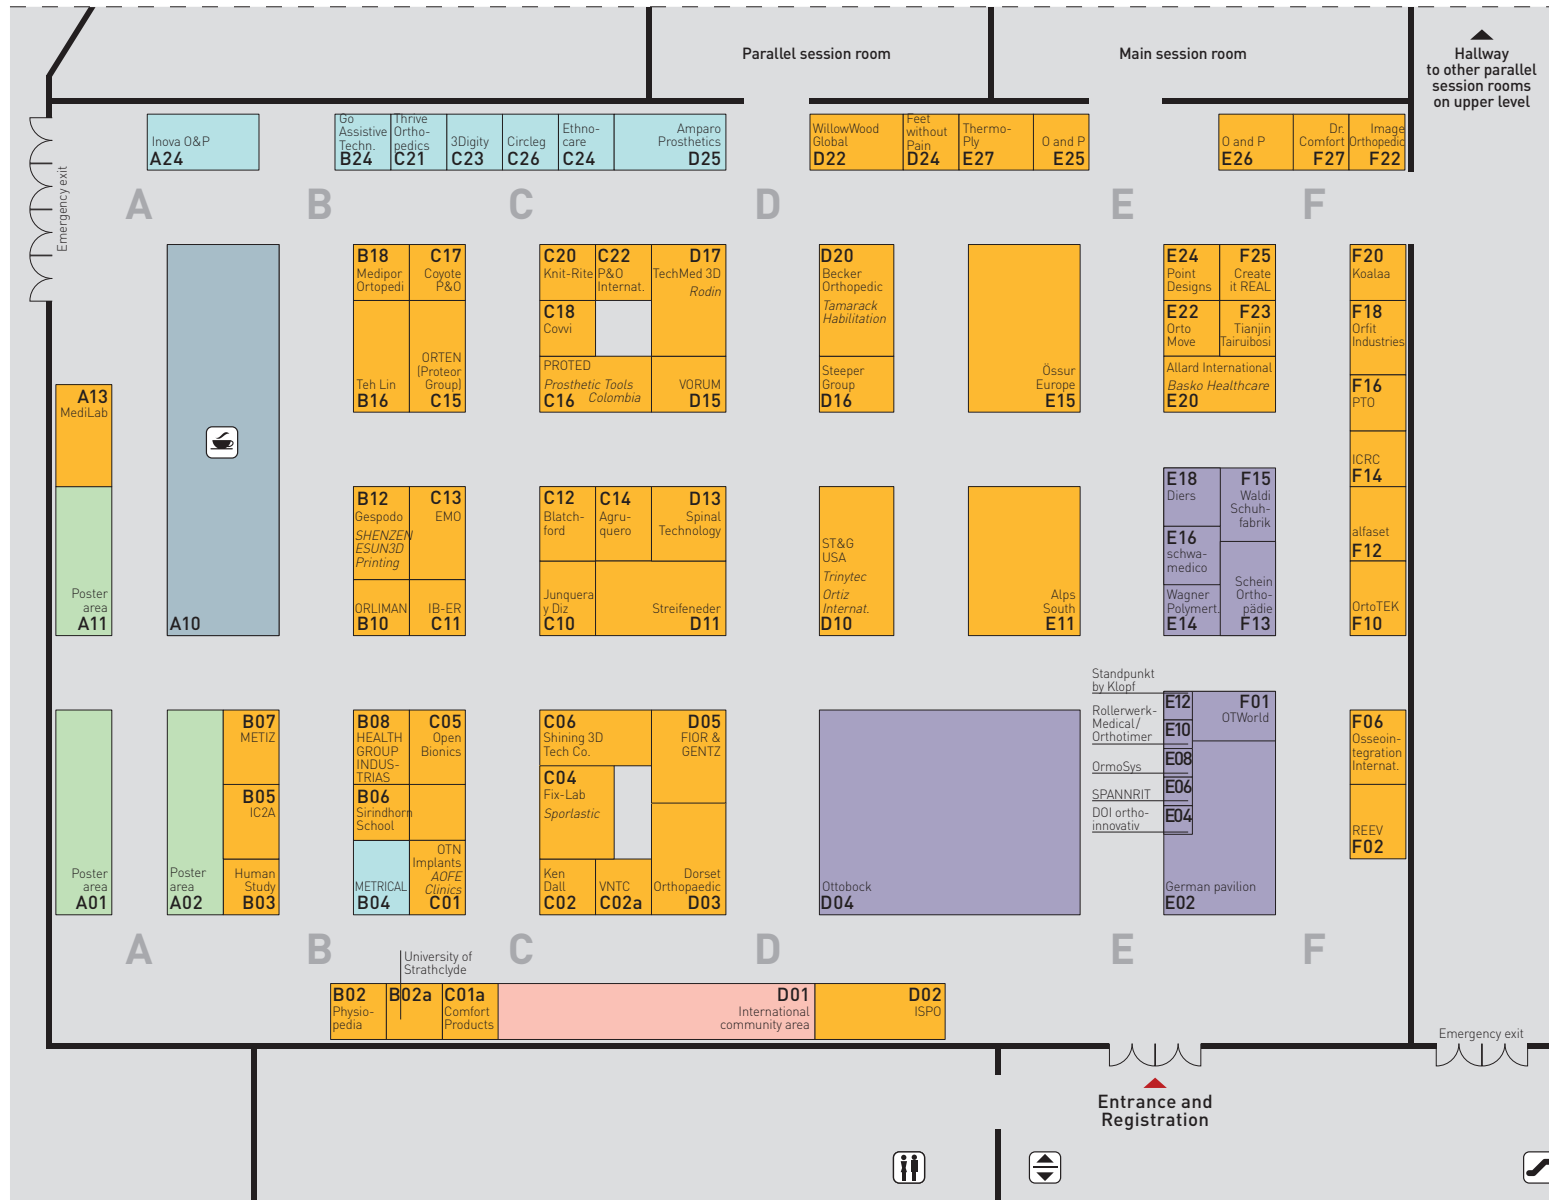 Parallel session room
Main session room
Hallway
to other parallel
session rooms
on upper level
Emergency exit
Inova O&P
A24
Go
Assistive
Techn.
B24
Thrive
Ortho-
pedics
C21
3Digity
C23
Circleg
C26
Ethno-
care
C24
Amparo
Prosthetics
D25
WillowWood
Global
D22
Feet
without
Pain
D24
Thermo-
Ply
E27
O and P
E25
O and P
E26
Dr.
Comfort
F27
Image
Orthopedic
F22
A
B
C
D
E
F
B18
Medipor
Ortopedi
C17
Coyote
P&O
Teh Lin
B16
ORTEN
(Proteor
Group)
C15
C20
Knit-Rite
C22
P&O
Internat.
D17
TechMed 3D
Rodin
C18
Covvi
PROTED
Prosthetic Tools
Colombia
C16
VORUM
D15
D20
Becker
Orthopedic
Tamarack
Habilitation
Steeper
Group
D16
Össur
Europe
E15
E24
Point
Designs
F25
Create
it REAL
E22
Orto
Move
F23
Tianjin
Tairuibosi
Allard International
Basko Healthcare
E20
F20
Koalaa
F18
Orfit
Industries
F16
PTO
ICRC
F14
alfaset
F12
OrtoTEK
F10
A13
MediLab
Poster
area
A11
A10
B12
Gespodo
SHENZEN
ESUN3D
Printing
C13
EMO
ORLIMAN
B10
IB-ER
C11
C12
Blatch-
ford
C14
Agru-
quero
D13
Spinal
Technology
Junquera
y Diz
C10
Streifeneder
D11
ST&G
USA
Trinytec
Ortiz
Internat.
D10
Alps
South
E11
E18
Diers
F15
Waldi
Schuh-
fabrik
E16
schwa-
medico
Wagner
Polymert.
E14
Schein
Ortho-
pädie
F13
Poster
area
A01
Poster
area
A02
B07
METIZ
B05
IC2A
Human
Study
B03
B08
HEALTH
GROUP
INDUS-
TRIAS
C05
Open
Bionics
B06
Sirindhorn
School
METRICAL
B04
OTN
Implants
AOFE
Clinics
C01
C06
Shining 3D
Tech Co.
D05
FIOR &
GENTZ
C04
Fix-Lab
Sporlastic
Ken
Dall
C02
VNTC
C02a
Dorset
Orthopaedic
D03
Ottobock
D04
Standpunkt
by Klopf
E12
Rollerwerk-
Medical/
Orthotimer
E10
OrmoSys
E08
SPANNRIT
E06
DOI ortho-
innovativ
E04
F01
OTWorld
German pavilion
E02
F06
Osseoin-
tegration
Internat.
REEV
F02
A
B
C
D
E
F
University of
Strathclyde
B02
Physio-
pedia
B02a
C01a
Comfort
Products
D01
International
community area
D02
ISPO
Emergency exit
Entrance and
Registration